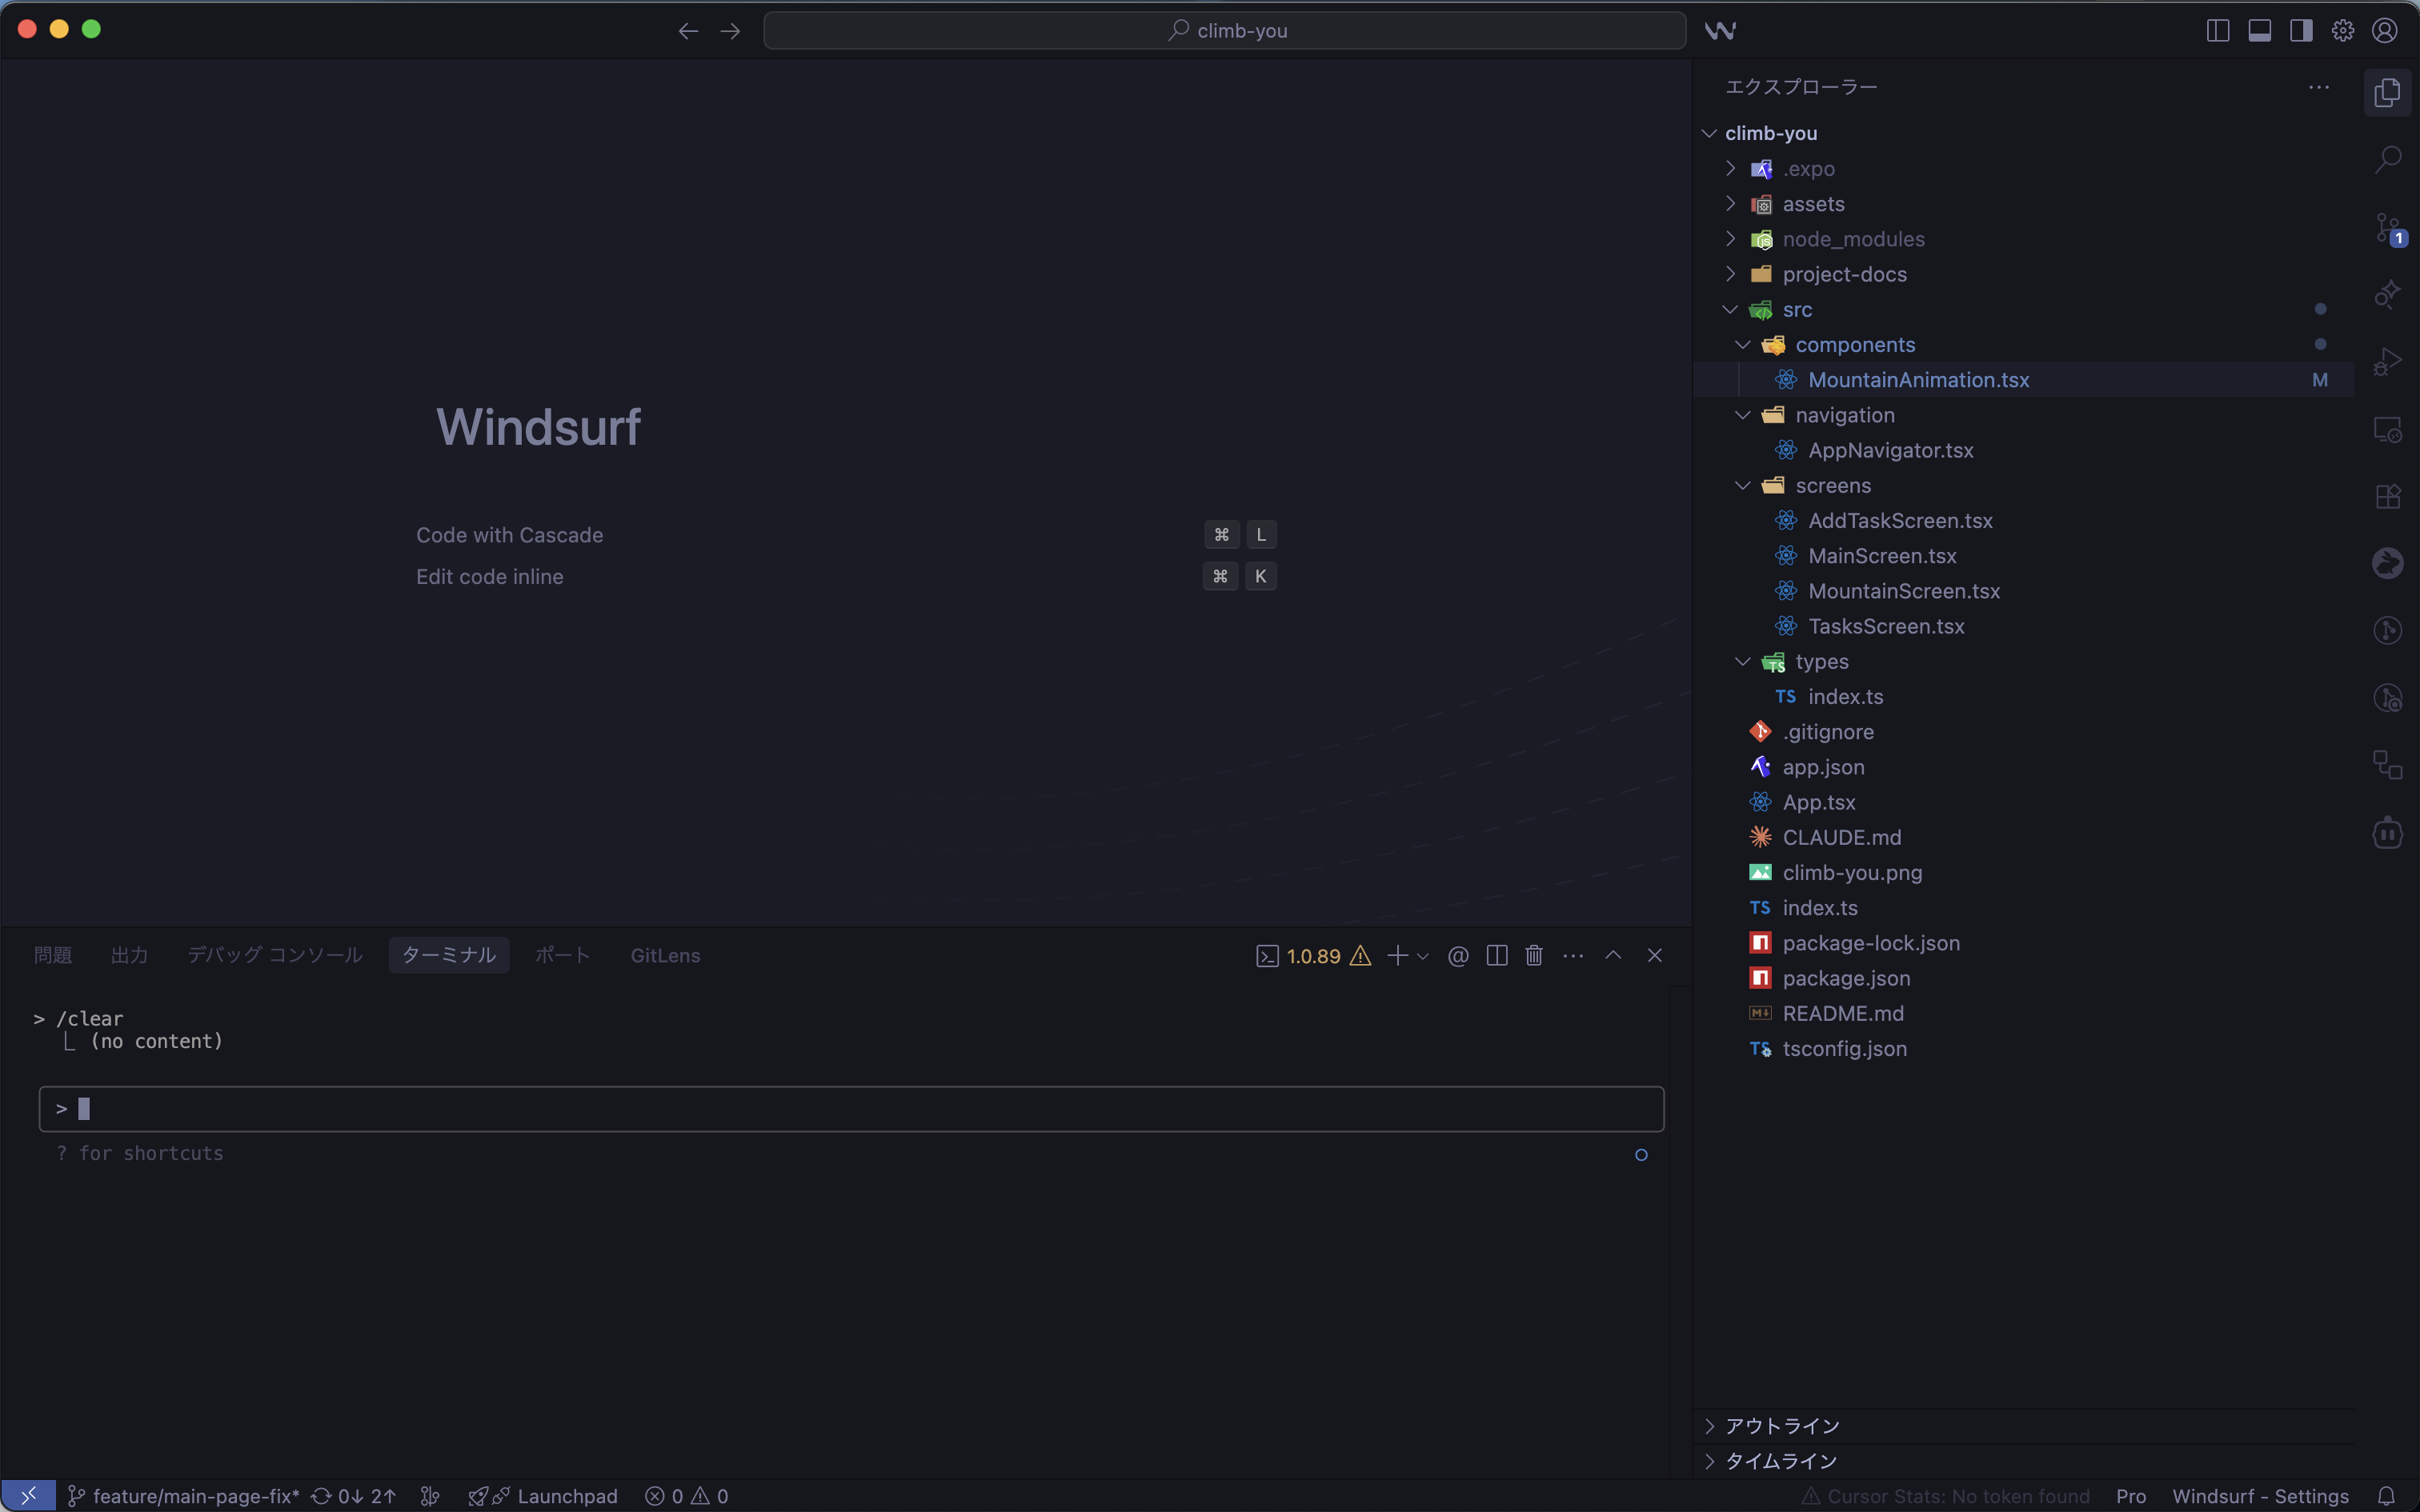 climb-you
エクスプローラー
climb-you
.expo
assets
node_modules
project-docs
src
components
MountainAnimation.tsx M
navigation
AppNavigator.tsx
screens
AddTaskScreen.tsx
MainScreen.tsx
MountainScreen.tsx
TasksScreen.tsx
types
TS index.ts
.gitignore
app.json
App.tsx
CLAUDE.md
climb-you.png
TS index.ts
package-lock.json
package.json
README.md
tsconfig.json
アウトライン
タイムライン
1
Windsurf
Code with Cascade ⌘ L
Edit code inline ⌘ K
問題 出力 デバッグ コンソール ターミナル ポート GitLens 1.0.89
> /clear
(no content)
>
? for shortcuts
feature/main-page-fix* 0↓ 2↑ Launchpad 0 0 Cursor Stats: No token found Pro Windsurf - Settings